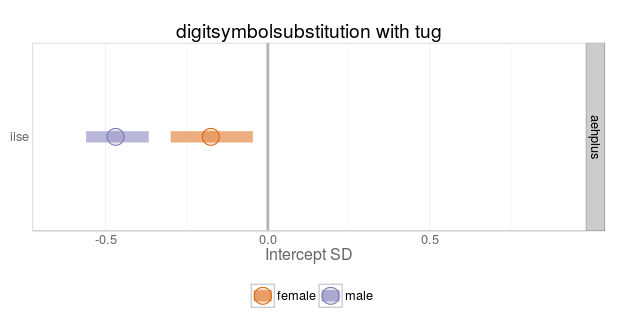 digitsymbolsubstitution with tug
ilse
aehplus
-0.5 0.0 0.5
Intercept SD
female male